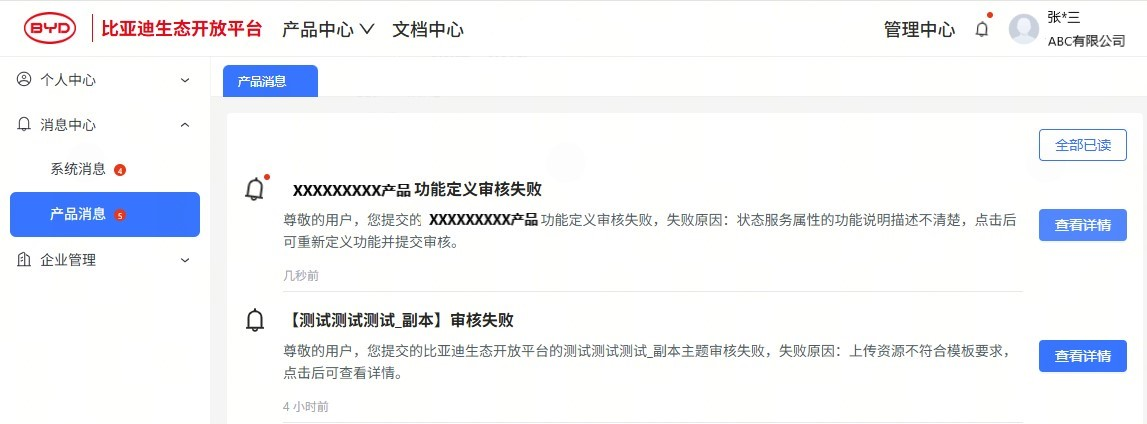 BYD 比亚迪生态开放平台 产品中心 文档中心 管理中心 张*三
ABC有限公司
个人中心
产品消息
消息中心
全部已读
系统消息 4
XXXXXXXXX产品 功能定义审核失败
产品消息 5
尊敬的用户，您提交的 XXXXXXXXX产品 功能定义审核失败，失败原因：状态服务属性的功能说明描述不清楚，点击后
可重新定义功能并提交审核。
查看详情
企业管理
几秒前
【测试测试测试_副本】审核失败
尊敬的用户，您提交的比亚迪生态开放平台的测试测试测试_副本主题审核失败，失败原因：上传资源不符合模板要求，
点击后可查看详情。
查看详情
4 小时前